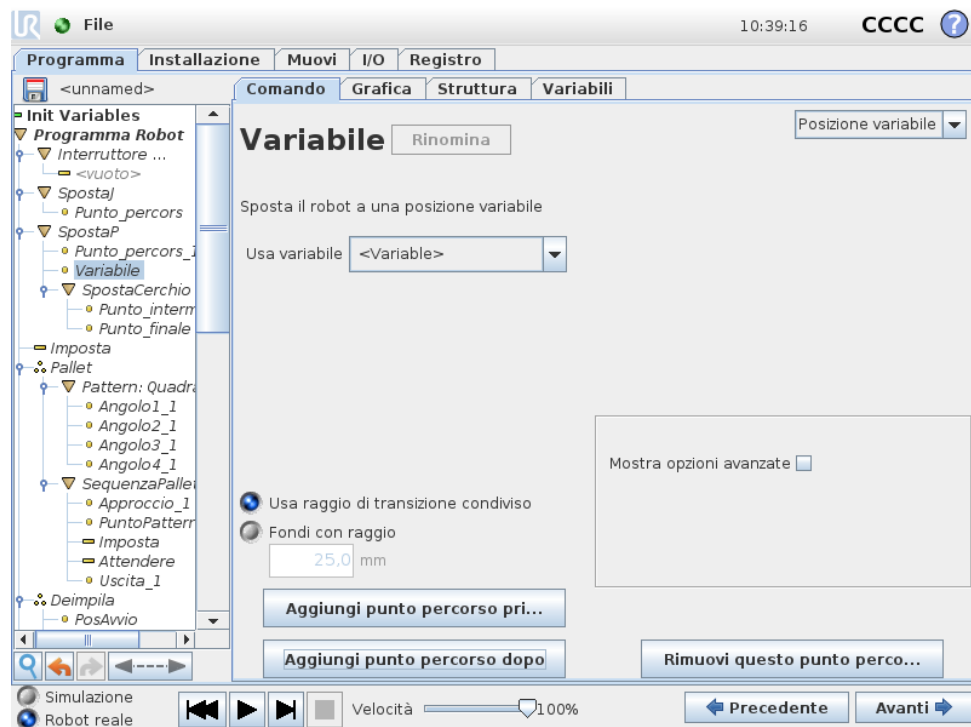 UR File 10:39:16 CCCC ?
Programma Installazione Muovi I/O Registro
<unnamed> Comando Grafica Struttura Variabili
Init Variables
Programma Robot
Interruttore ...
<vuoto>
SpostaJ
Punto_percors
SpostaP
Punto_percors_1
Variabile
SpostaCerchio
Punto_interm
Punto_finale
Imposta
Pallet
Pattern: Quadra
Angolo1_1
Angolo2_1
Angolo3_1
Angolo4_1
SequenzaPallet
Approccio_1
PuntoPattern
Imposta
Attendere
Uscita_1
Deimpila
PosAvvio
Variabile Rinomina Posizione variabile
Sposta il robot a una posizione variabile
Usa variabile <Variable>
Mostra opzioni avanzate
Usa raggio di transizione condiviso
Fondi con raggio
25,0 mm
Aggiungi punto percorso pri...
Aggiungi punto percorso dopo Rimuovi questo punto perco...
Simulazione
Robot reale Velocità 100% Precedente Avanti